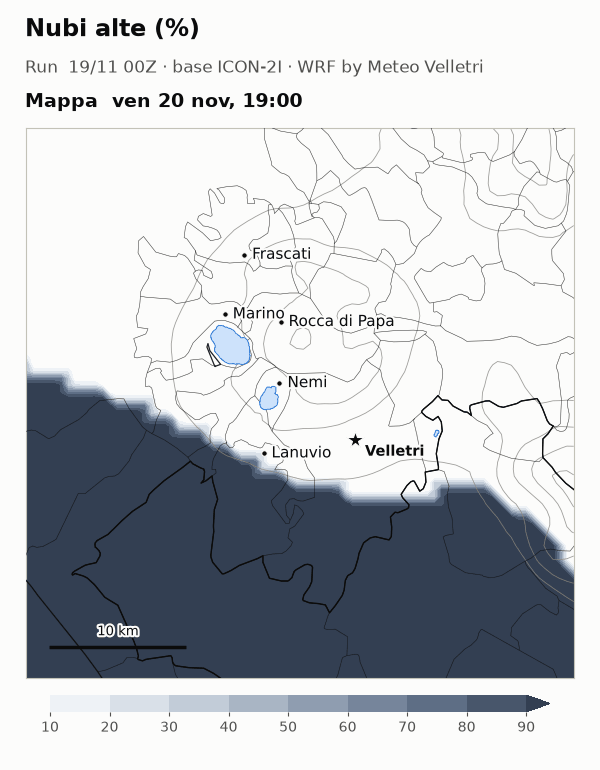 Nubi alte (%)
Run  19/11 00Z · base ICON-2I · WRF by Meteo Velletri
Mappa  ven 20 nov, 19:00
Frascati
Marino
Rocca di Papa
Nemi
Velletri
Lanuvio
10 km
10 20 30 40 50 60 70 80 90